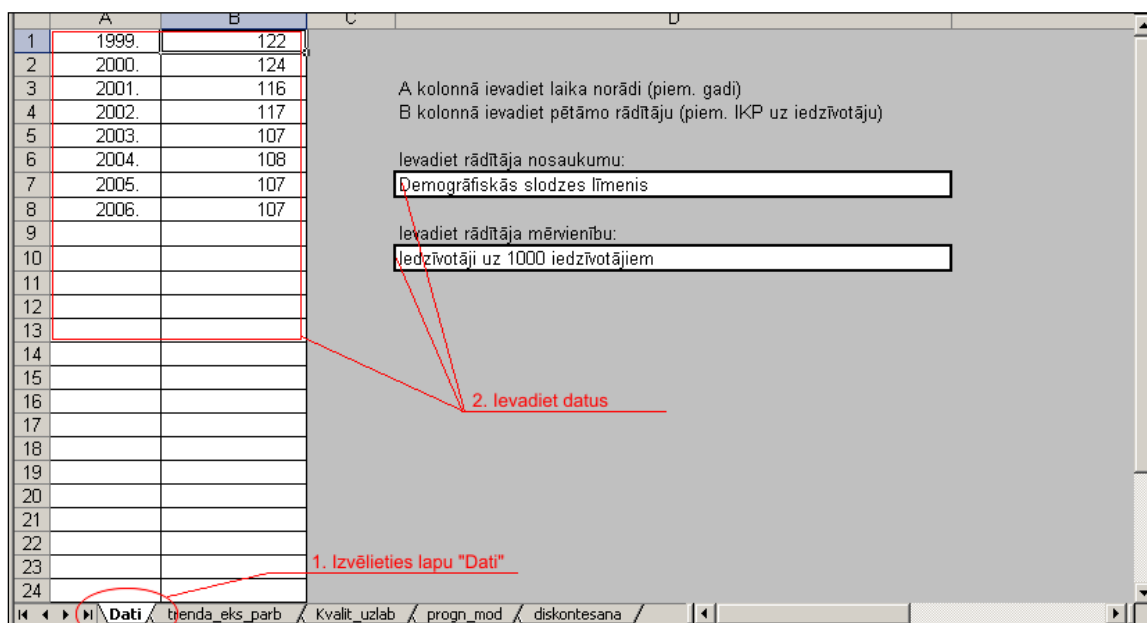 A B C D
1 1999. 122
2 2000. 124
3 2001. 116 A kolonnā ievadiet laika norādi (piem. gadi)
4 2002. 117 B kolonnā ievadiet pētāmo rādītāju (piem. IKP uz iedzīvotāju)
5 2003. 107
6 2004. 108 Ievadiet rādītāja nosaukumu:
7 2005. 107 Demogrāfiskās slodzes līmenis
8 2006. 107
9 Ievadiet rādītāja mērvienību:
10 Iedzīvotāji uz 1000 iedzīvotājiem
11
12
13
14
15
16 2. Ievadiet datus
17
18
19
20
21
22
23 1. Izvēlieties lapu "Dati"
24
Dati trenda_eks_parb Kvalit_uzlab progn_mod diskontesana